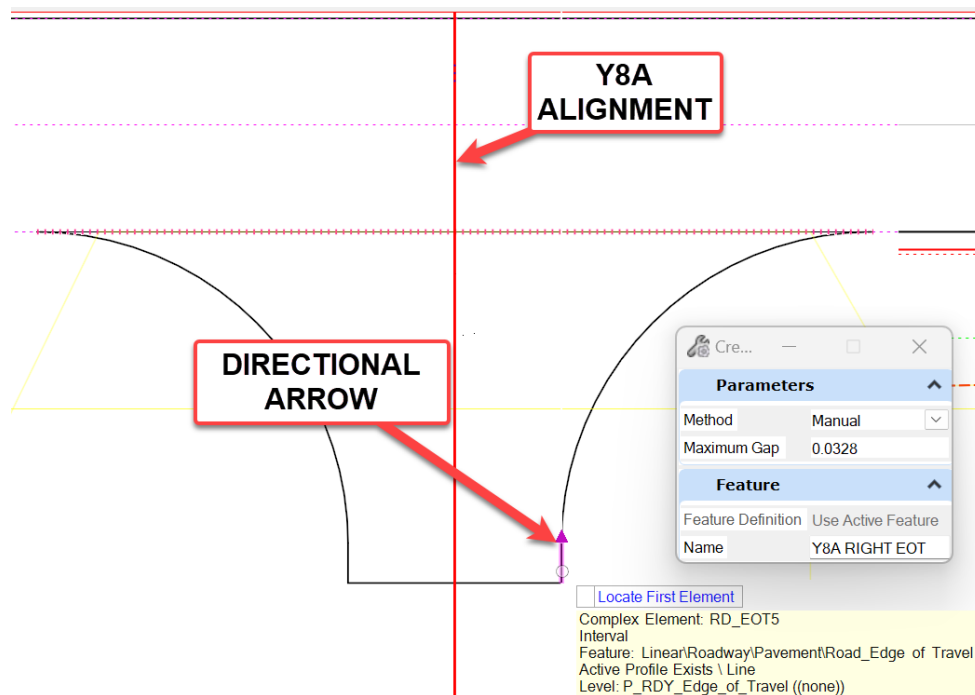 Y8A
ALIGNMENT
DIRECTIONAL
ARROW
Cre...
Parameters
Method Manual
Maximum Gap 0.0328
Feature
Feature Definition Use Active Feature
Name Y8A RIGHT EOT
Locate First Element
Complex Element: RD_EOT5
Interval
Feature: Linear\Roadway\Pavement\Road_Edge of Travel
Active Profile Exists \ Line
Level: P_RDY_Edge_of_Travel ((none))